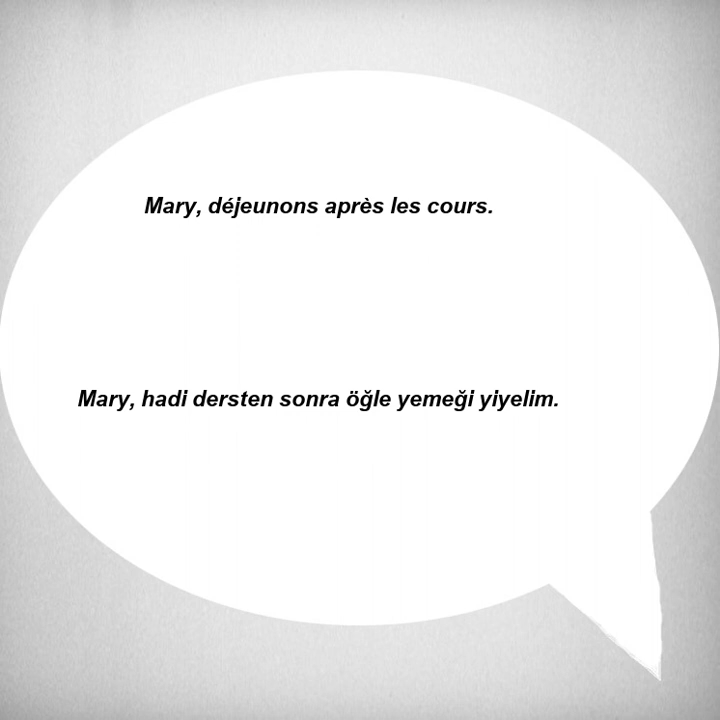 Mary, déjeunons après les cours.
Mary, hadi dersten sonra öğle yemeği yiyelim.